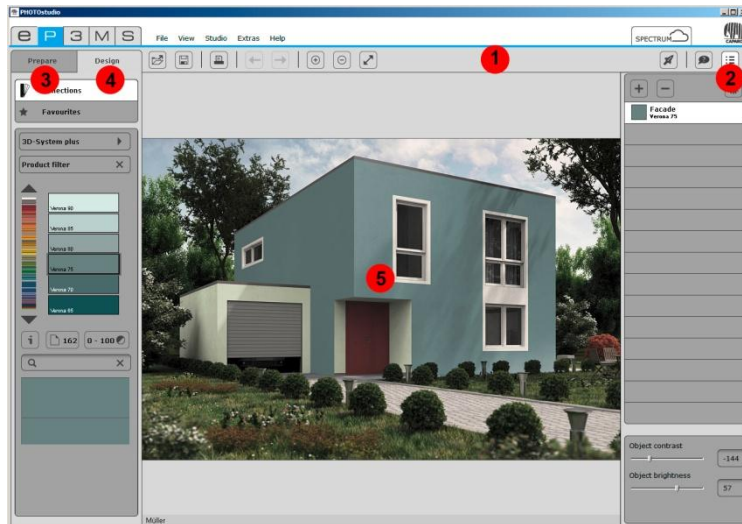 PHOTOstudio
e P 3 M S
File View Studio Extras Help
SPECTRUM
1
Prepare
Design
3
4
2
Favourites
Facade
Verona 75
3D-System plus
Product filter
Verona 90
Verona 85
Verona 80
Verona 75
Verona 70
Verona 65
5
162
0 - 100
Object contrast
-144
Object brightness
57
Müller